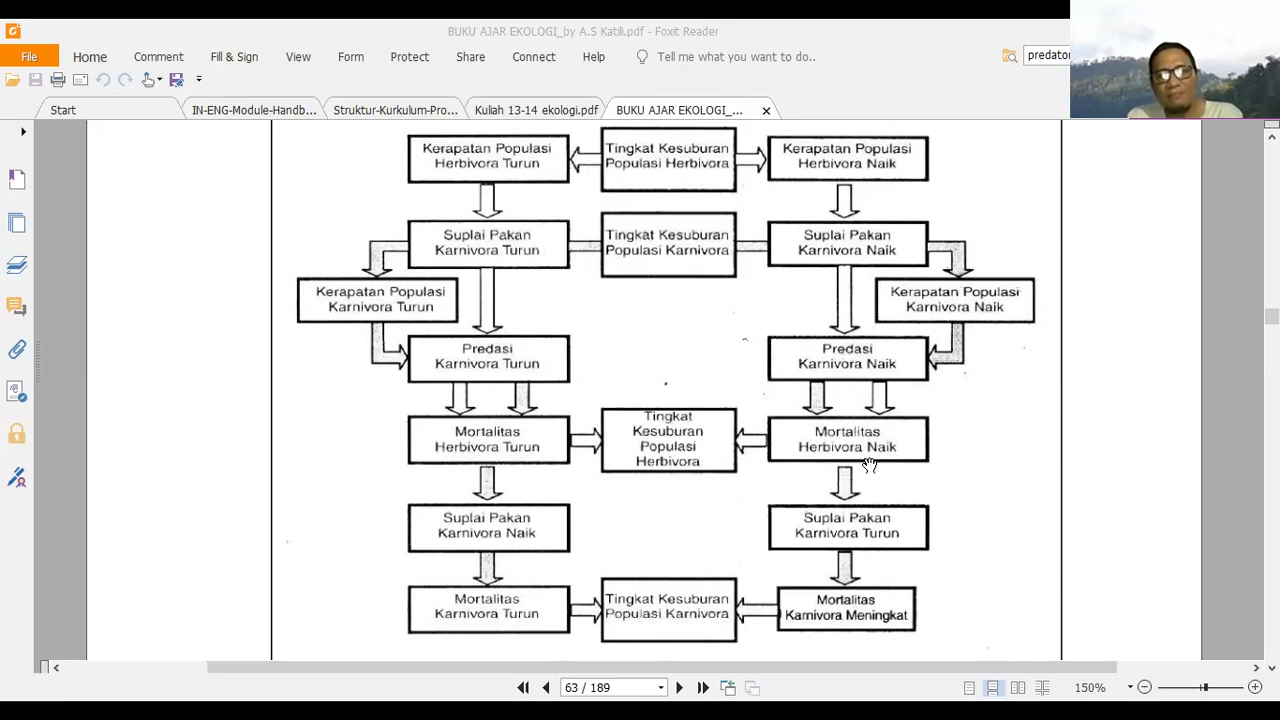 BUKU AJAR EKOLOGI_by A.S Katili.pdf - Foxit Reader
File Home Comment Fill & Sign View Form Protect Share Connect Help Tell me what you want to do.. predator
Start IN-ENG-Module-Handb... Struktur-Kurkulum-Pro... Kuliah 13-14 ekologi.pdf BUKU AJAR EKOLOGI_...
Kerapatan Populasi
Herbivora Turun
Tingkat Kesuburan
Populasi Herbivora
Kerapatan Populasi
Herbivora Naik
Suplai Pakan
Karnivora Turun
Tingkat Kesuburan
Populasi Karnivora
Suplai Pakan
Karnivora Naik
Kerapatan Populasi
Karnivora Turun
Kerapatan Populasi
Karnivora Naik
Predasi
Karnivora Turun
Predasi
Karnivora Naik
Mortalitas
Herbivora Turun
Tingkat
Kesuburan
Populasi
Herbivora
Mortalitas
Herbivora Naik
Suplai Pakan
Karnivora Naik
Suplai Pakan
Karnivora Turun
Mortalitas
Karnivora Turun
Tingkat Kesuburan
Populasi Karnivora
Mortalitas
Karnivora Meningkat
63 / 189 150%